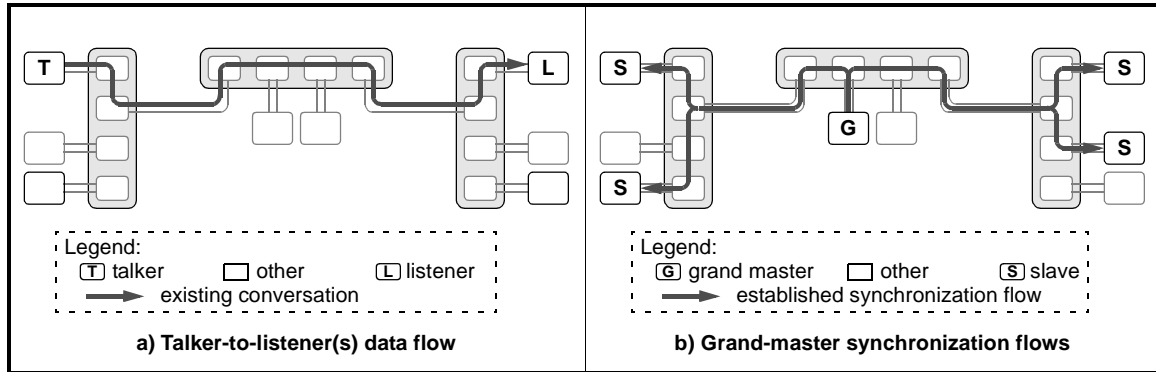 T
L
Legend:
T talker other L listener
existing conversation
a) Talker-to-listener(s) data flow
S
S
G
S
S
Legend:
G grand master other S slave
established synchronization flow
b) Grand-master synchronization flows